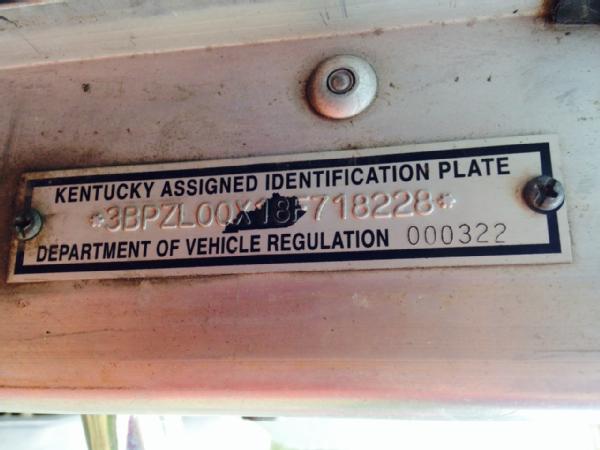 KENTUCKY ASSIGNED IDENTIFICATION PLATE
*3BPZL00X18F718228*
DEPARTMENT OF VEHICLE REGULATION 000322